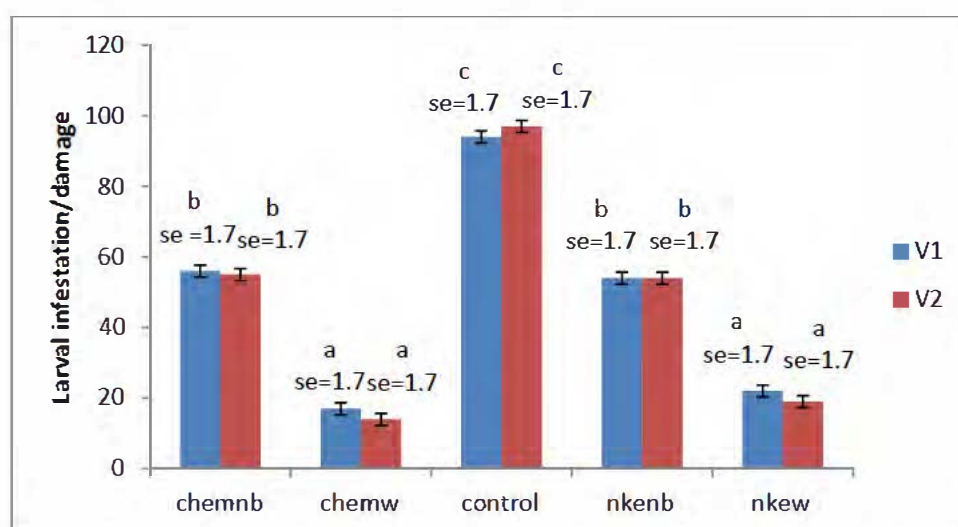 120
100
80
60
40
20
0
Larval infestation/damage
b
se =1.7
b
se=1.7
a
se=1.7
a
se=1.7
c
se=1.7
c
se=1.7
b
se=1.7
b
se=1.7
a
se=1.7
a
se=1.7
chemnb
chemw
control
nkenb
nkew
V1
V2